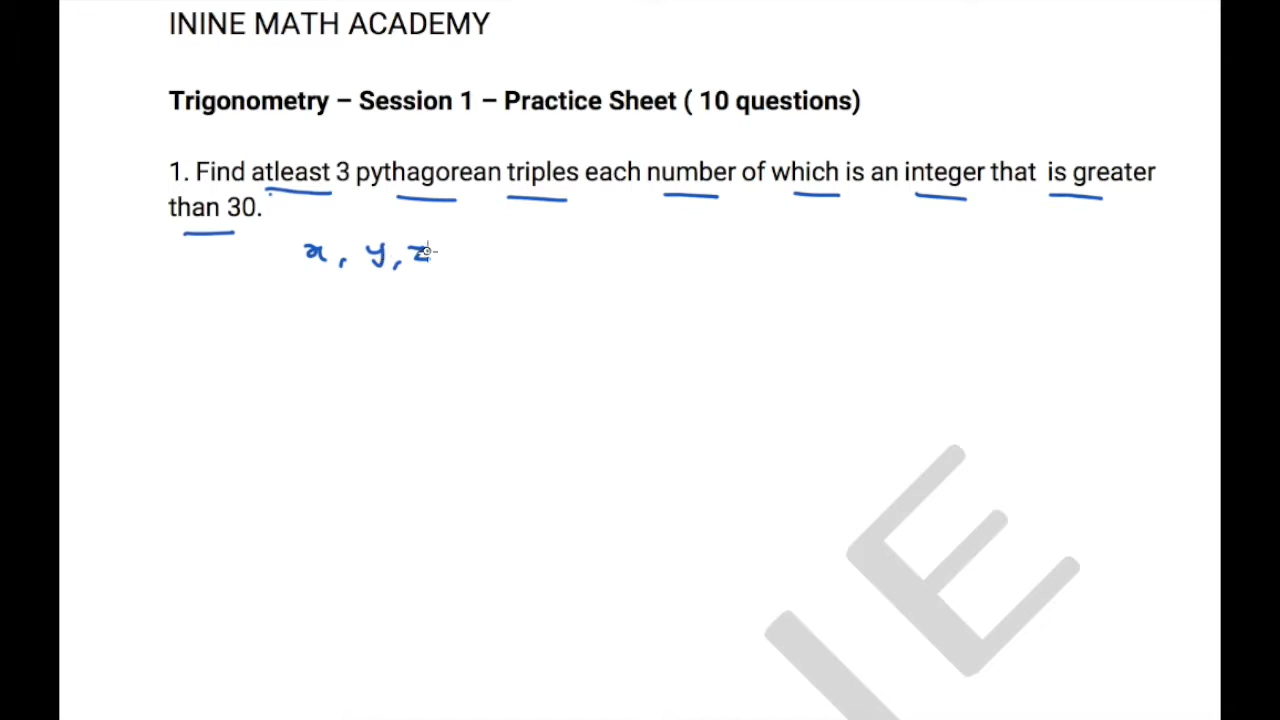 ININE MATH ACADEMY
Trigonometry – Session 1 – Practice Sheet ( 10 questions)
1. Find atleast 3 pythagorean triples each number of which is an integer that is greater
than 30.
x, y, z
INE